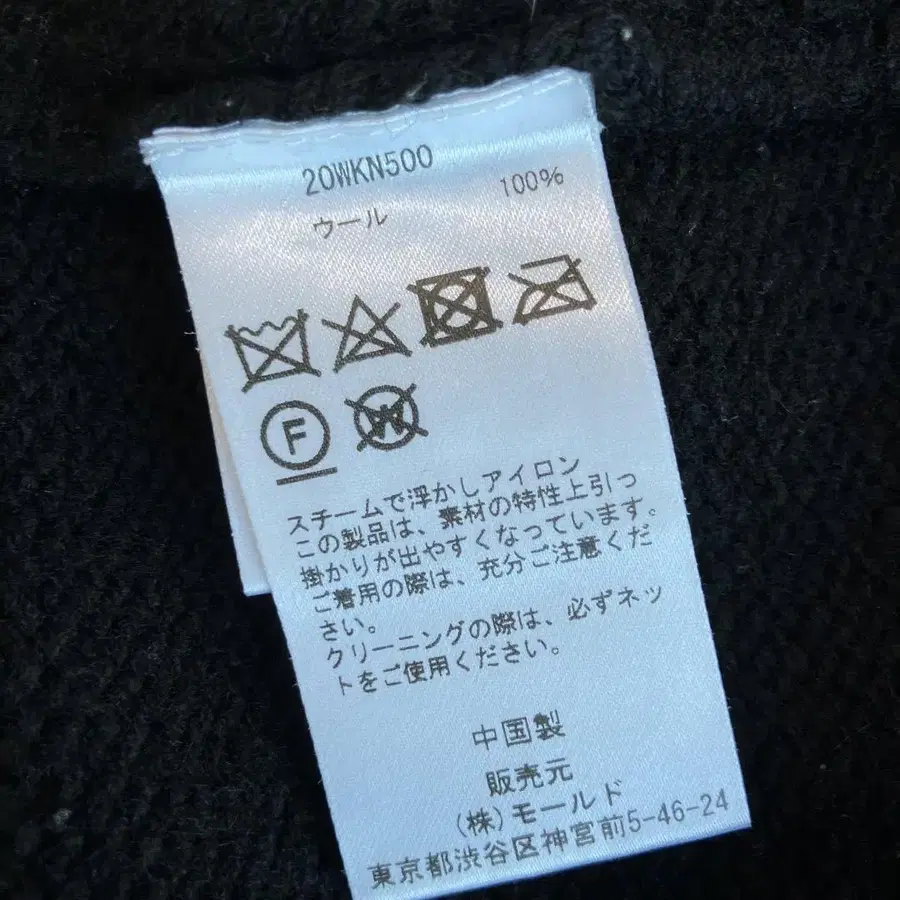 20WKN500
ウール 100%
F
W
スチームで浮かしアイロン
この製品は、素材の特性上引っ
掛かりが出やすくなっています。
ご着用の際は、充分ご注意くだ
さい。
クリーニングの際は、必ずネッ
トをご使用ください。
中国製
販売元
(株)モールド
東京都渋谷区神宮前5-46-24